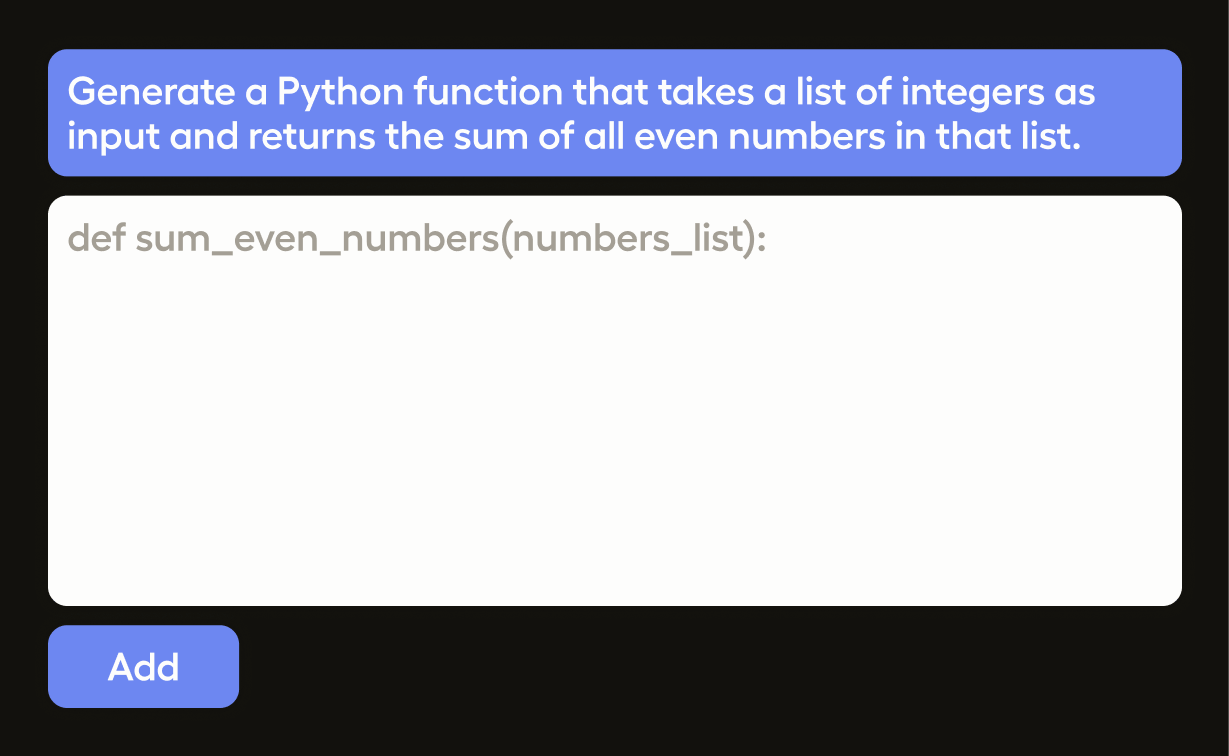 Generate a Python function that takes a list of integers as
input and returns the sum of all even numbers in that list.
def sum_even_numbers(numbers_list):
Add